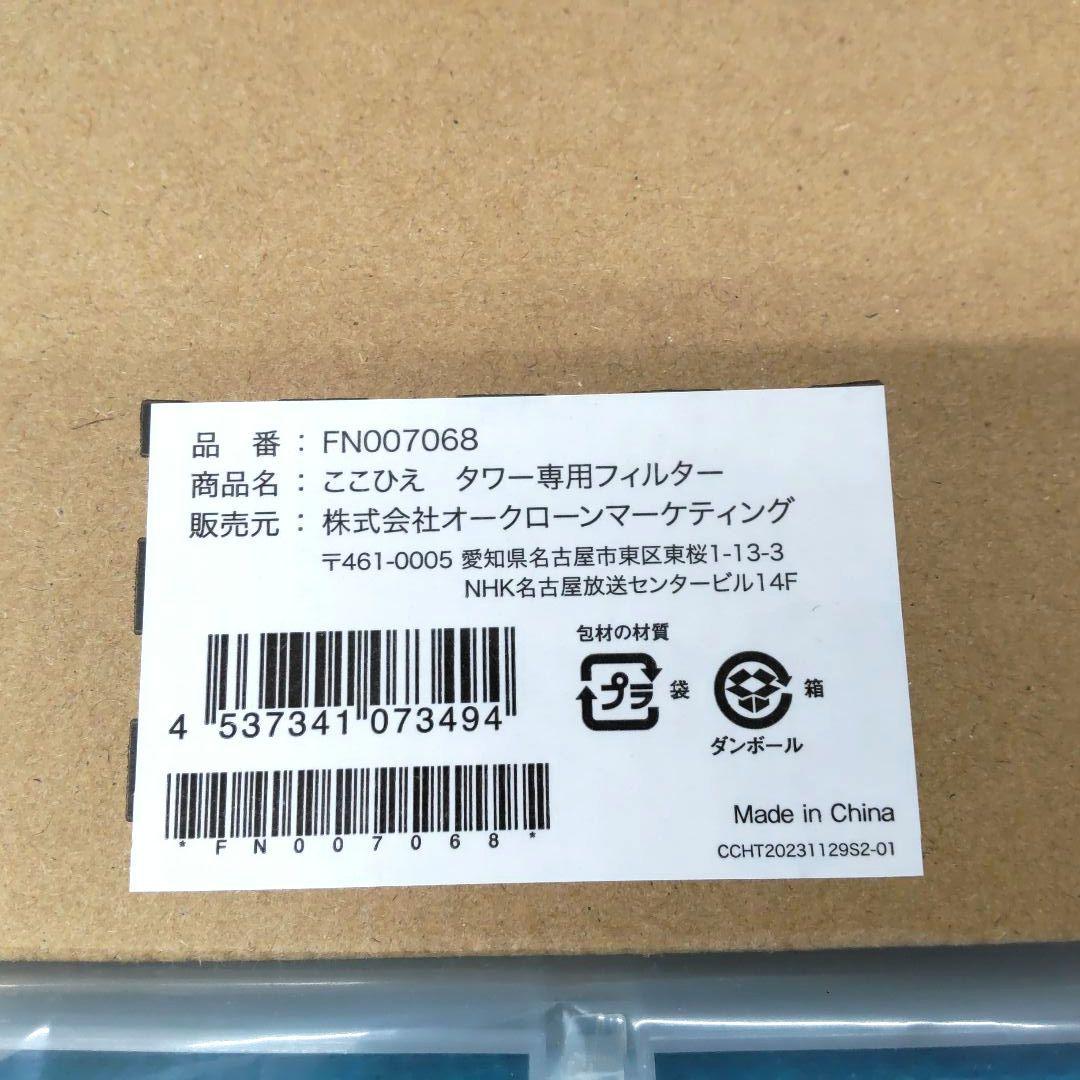 品　番：FN007068
商品名：ここひえ　タワー専用フィルター
販売元：株式会社オークローンマーケティング
〒461-0005 愛知県名古屋市東区東桜1-13-3
NHK名古屋放送センタービル14F
包材の材質
プラ 袋 箱
ダンボール
4 537341 073494
*FN007068*
Made in China
CCHT20231129S2-01